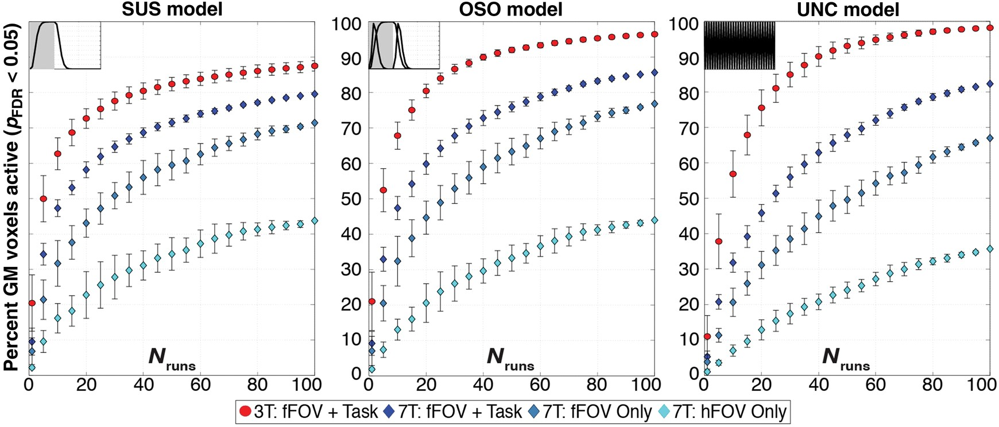 SUS model
OSO model
UNC model
Percent GM voxels active (pFDR < 0.05)
100
90
80
70
60
50
40
30
20
10
0
100
90
80
70
60
50
40
30
20
10
0
Nruns
Nruns
Nruns
0 20 40 60 80 100
0 20 40 60 80 100
0 20 40 60 80 100
3T: fFOV + Task 7T: fFOV + Task 7T: fFOV Only 7T: hFOV Only